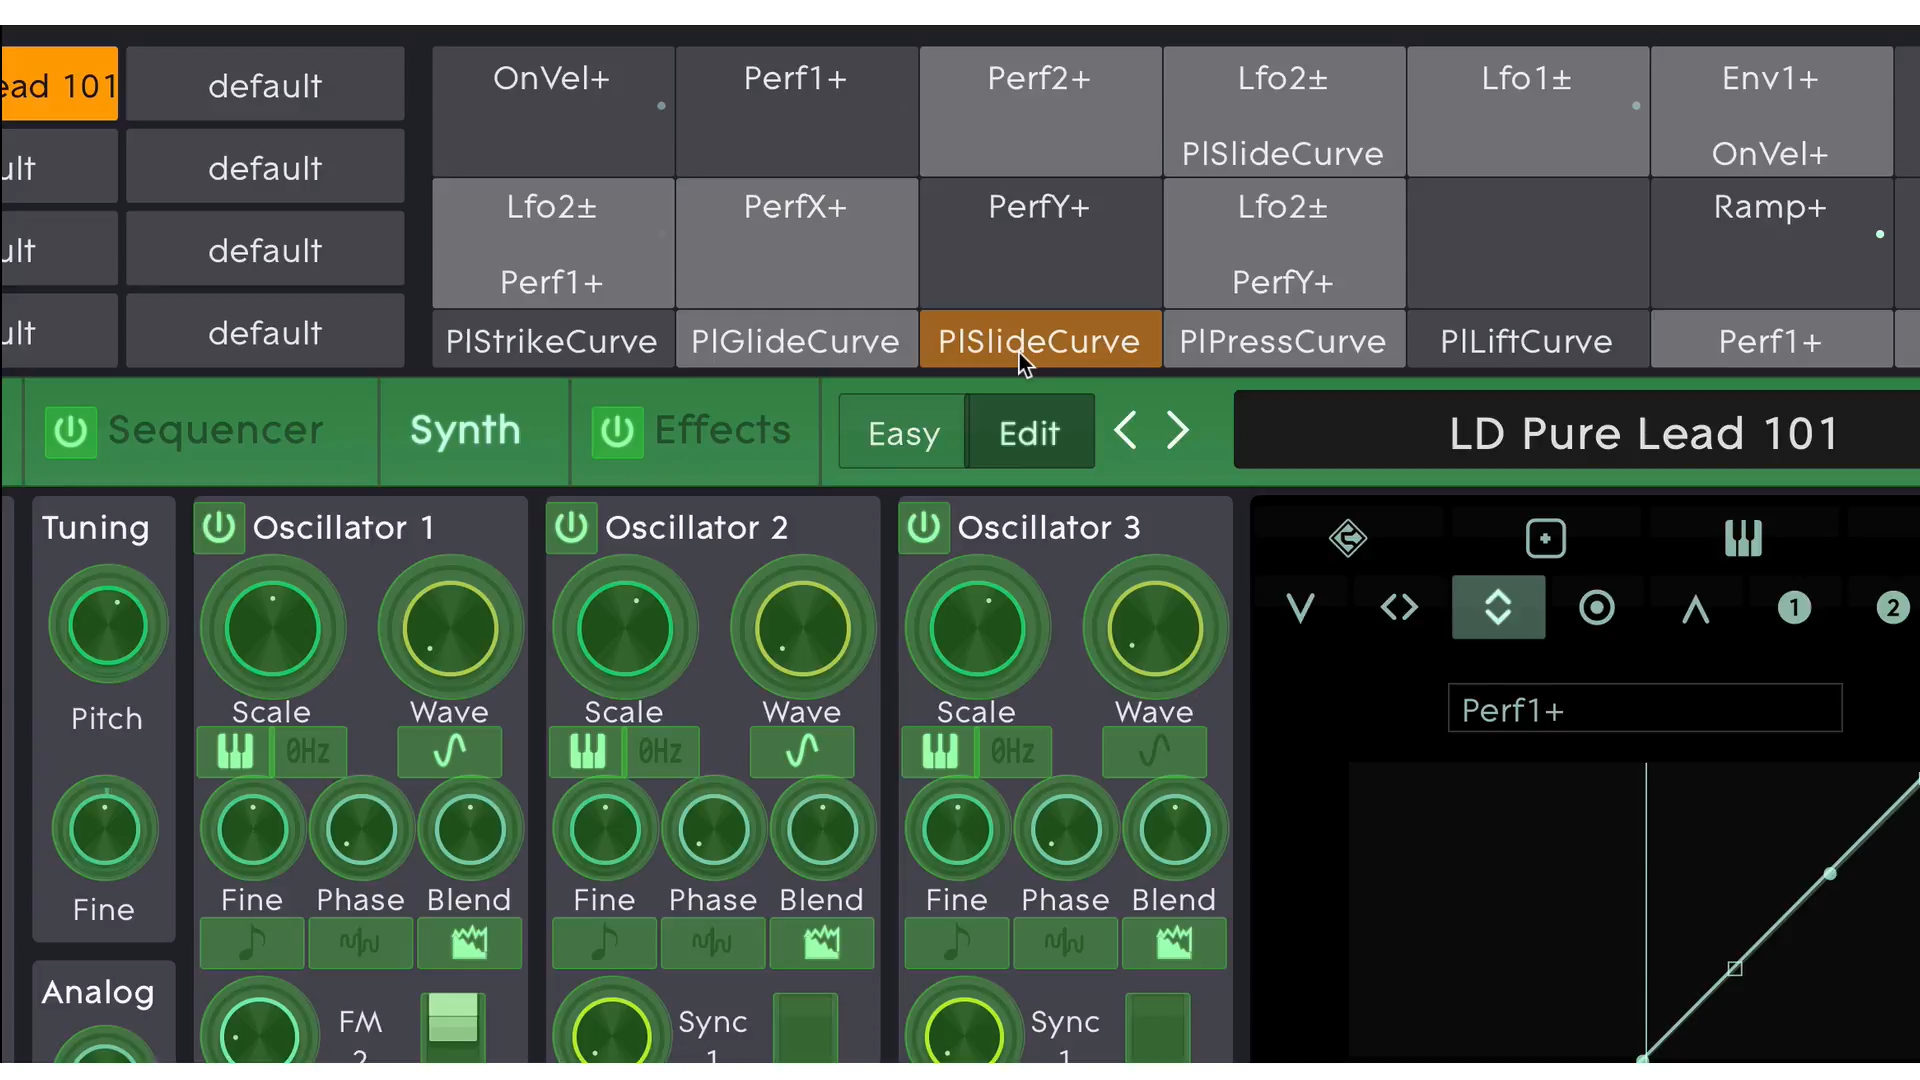 ead 101 default OnVel+ Perf1+ Perf2+ Lfo2± Lfo1± Env1+
PlSlideCurve OnVel+
ult default
Lfo2± PerfX+ PerfY+ Lfo2± Ramp+
ult default
Perf1+ PerfY+
ult default PlStrikeCurve PlGlideCurve PlSlideCurve PlPressCurve PlLiftCurve Perf1+
Sequencer Synth Effects Easy Edit < > LD Pure Lead 101
Tuning Oscillator 1 Oscillator 2 Oscillator 3
1 2
Pitch Scale Wave Scale Wave Scale Wave
Perf1+
0Hz 0Hz 0Hz
Fine Fine Phase Blend Fine Phase Blend Fine Phase Blend
Analog
FM Sync Sync
2 1 1